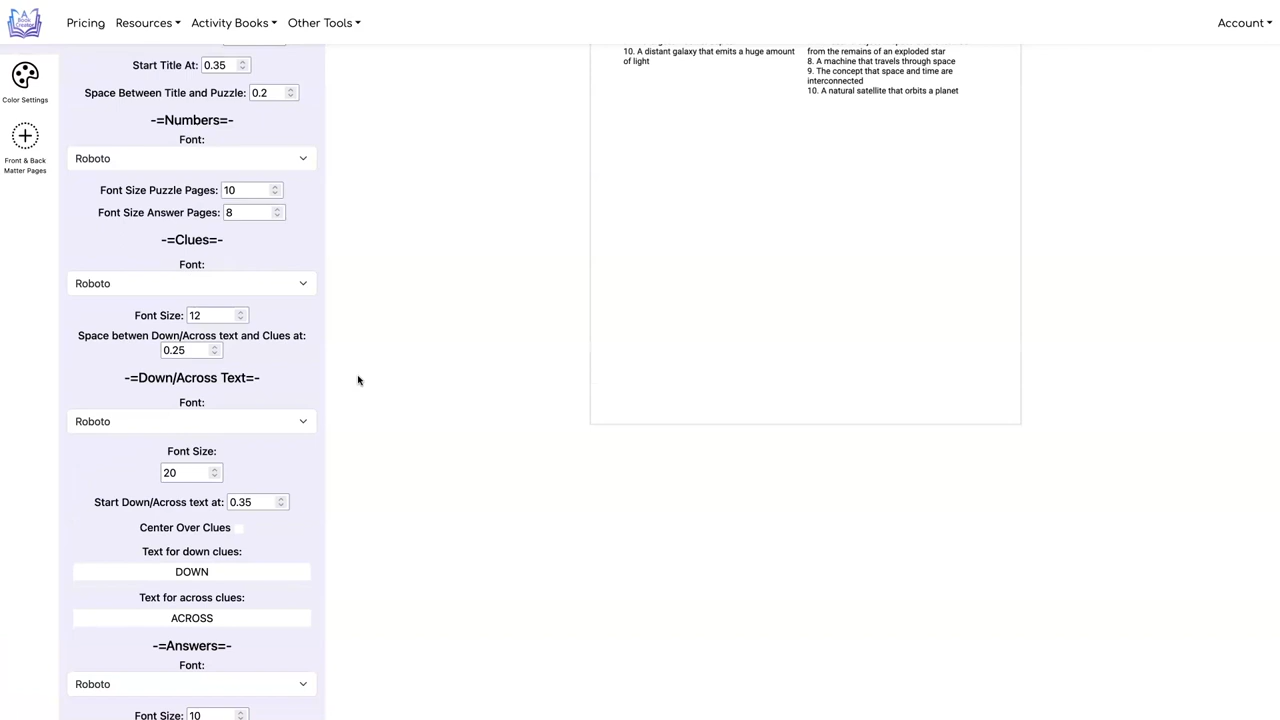 Pricing
Resources
Activity Books
Other Tools
Account
A
Book
Creator
Color Settings
Front & Back
Matter Pages
Start Title At: 0.35
Space Between Title and Puzzle: 0.2
-=Numbers=-
Font:
Roboto
Font Size Puzzle Pages: 10
Font Size Answer Pages: 8
-=Clues=-
Font:
Roboto
Font Size: 12
Space betwen Down/Across text and Clues at:
0.25
-=Down/Across Text=-
Font:
Roboto
Font Size:
20
Start Down/Across text at: 0.35
Center Over Clues
Text for down clues:
DOWN
Text for across clues:
ACROSS
-=Answers=-
Font:
Roboto
Font Size: 10
10. A distant galaxy that emits a huge amount
of light
from the remains of an exploded star
8. A machine that travels through space
9. The concept that space and time are
interconnected
10. A natural satellite that orbits a planet